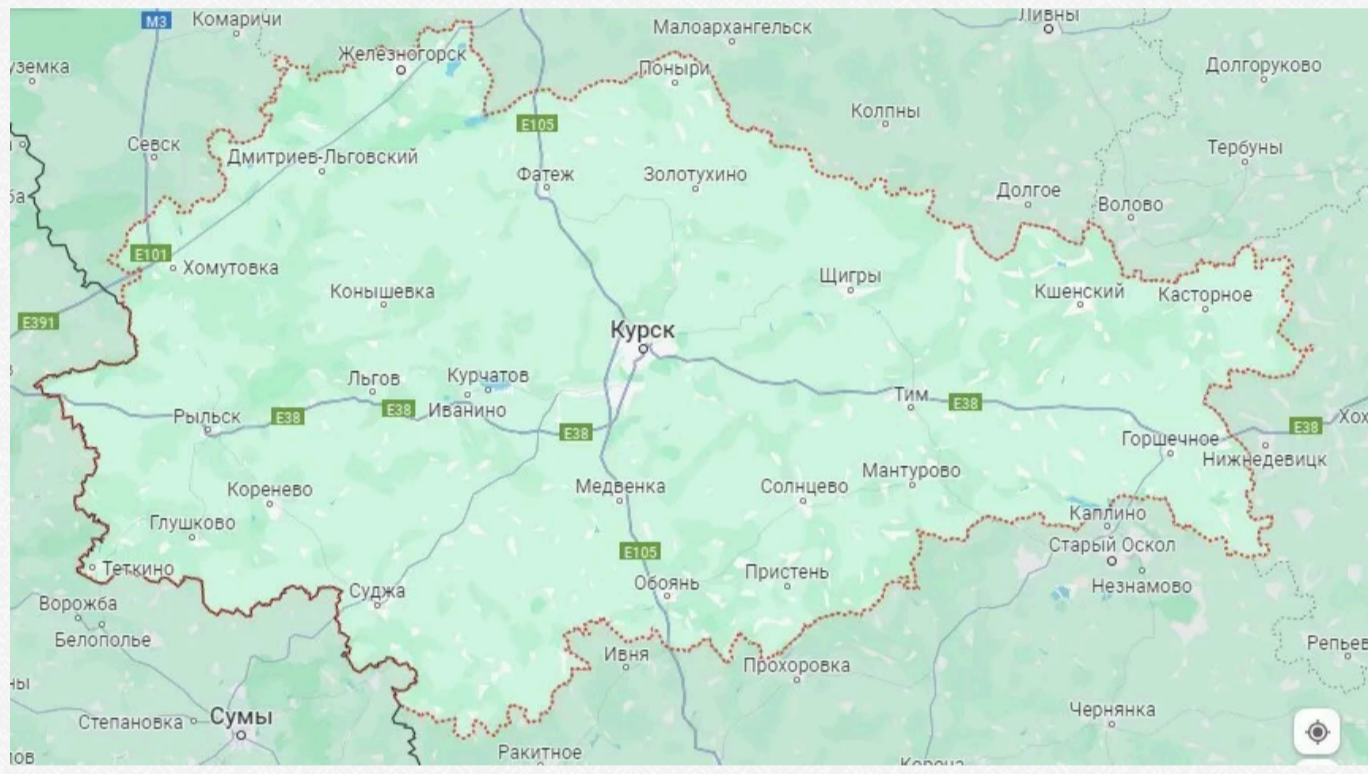 М3
Комаричи
Ливны
Малоархангельск
Железногорск
Поныри
Долгоруково
Колпны
E105
Севск
Тербуны
Дмитриев-Льговский
Фатеж
Золотухино
Долгое
Волово
E101
Хомутовка
Щигры
Конышевка
Кшенский
Касторное
E391
Курск
Льгов
Курчатов
Тим
E38
Рыльск
E38
E38
Иванино
E38
E38
Горшечное
Нижнедевицк
Мантурово
Коренево
Медвенка
Солнцево
Каплино
Глушково
Старый Оскол
E105
Теткино
Пристень
Обоянь
Незнамово
Суджа
Ворожба
Белополье
Ивня
Прохоровка
Степановка
Сумы
Чернянка
Ракитное